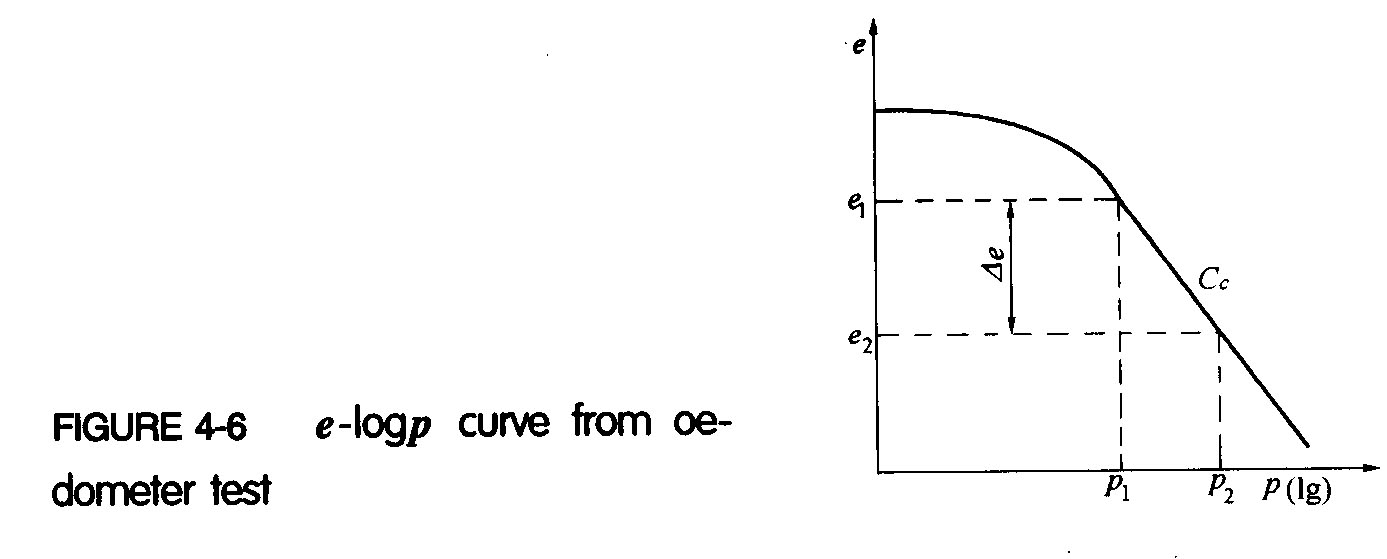 e
e1
Δe
Cc
e2
FIGURE 4-6 e-logp curve from oe-
dometer test
p1 p2 p (lg)